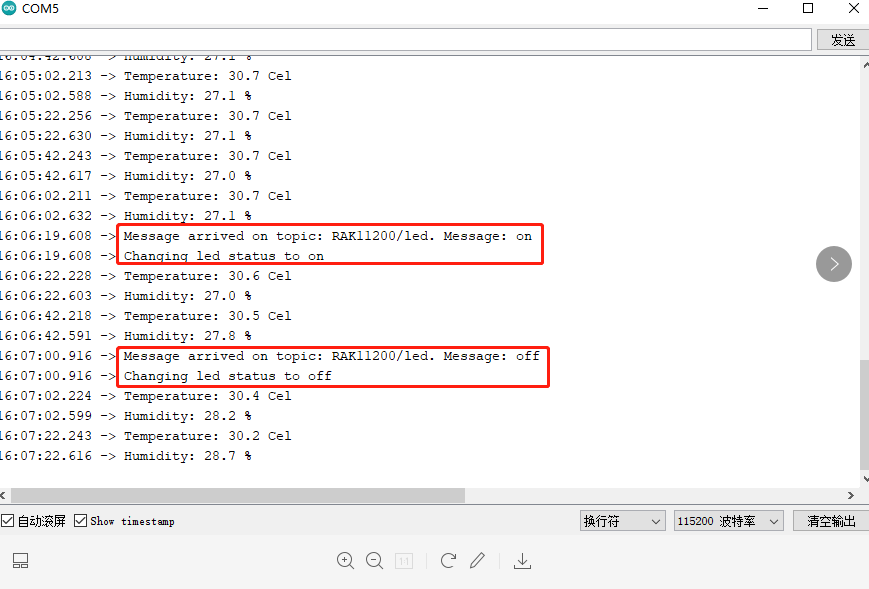 COM5
发送
16:04:42.608 -> Humidity: 27.1 %
16:05:02.213 -> Temperature: 30.7 Cel
16:05:02.588 -> Humidity: 27.1 %
16:05:22.256 -> Temperature: 30.7 Cel
16:05:22.630 -> Humidity: 27.1 %
16:05:42.243 -> Temperature: 30.7 Cel
16:05:42.617 -> Humidity: 27.0 %
16:06:02.211 -> Temperature: 30.7 Cel
16:06:02.632 -> Humidity: 27.1 %
16:06:19.608 -> Message arrived on topic: RAK11200/led. Message: on
16:06:19.608 -> Changing led status to on
16:06:22.228 -> Temperature: 30.6 Cel
16:06:22.603 -> Humidity: 27.0 %
16:06:42.218 -> Temperature: 30.5 Cel
16:06:42.591 -> Humidity: 27.8 %
16:07:00.916 -> Message arrived on topic: RAK11200/led. Message: off
16:07:00.916 -> Changing led status to off
16:07:02.224 -> Temperature: 30.4 Cel
16:07:02.599 -> Humidity: 28.2 %
16:07:22.243 -> Temperature: 30.2 Cel
16:07:22.616 -> Humidity: 28.7 %
自动滚屏 Show timestamp 换行符 115200 波特率 清空输出
1:1